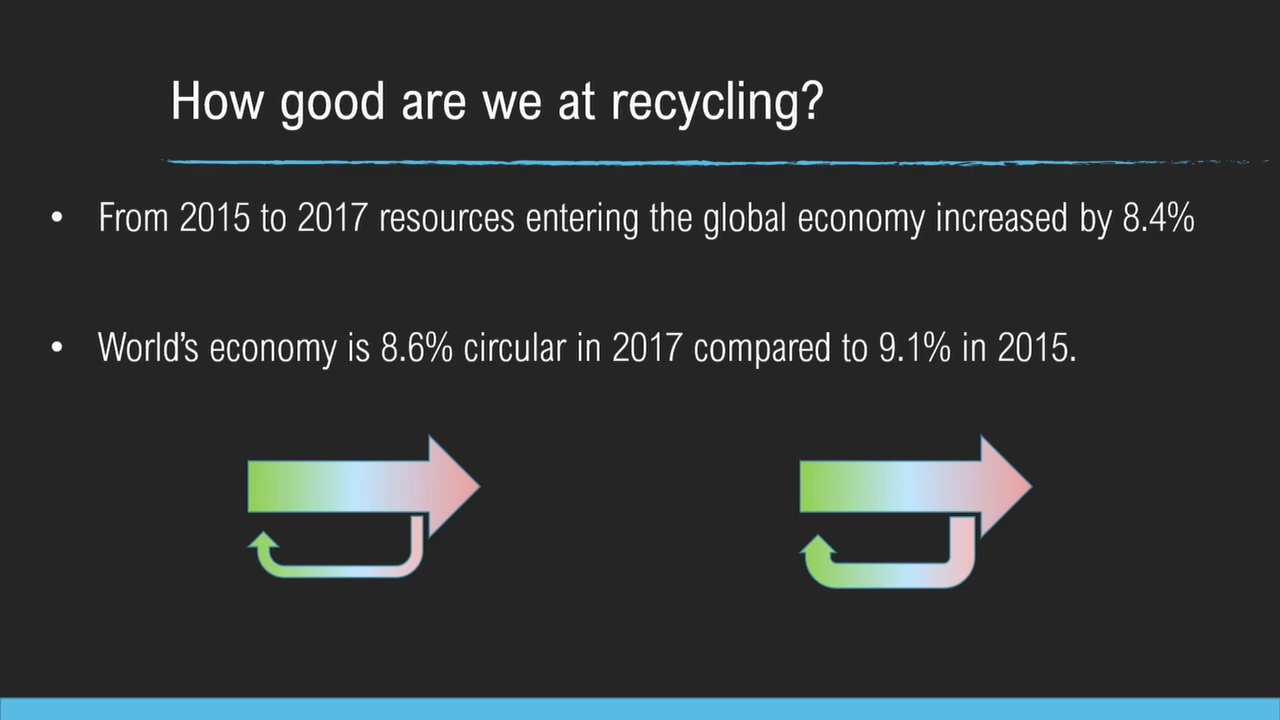 How good are we at recycling?
• From 2015 to 2017 resources entering the global economy increased by 8.4%
• World's economy is 8.6% circular in 2017 compared to 9.1% in 2015.